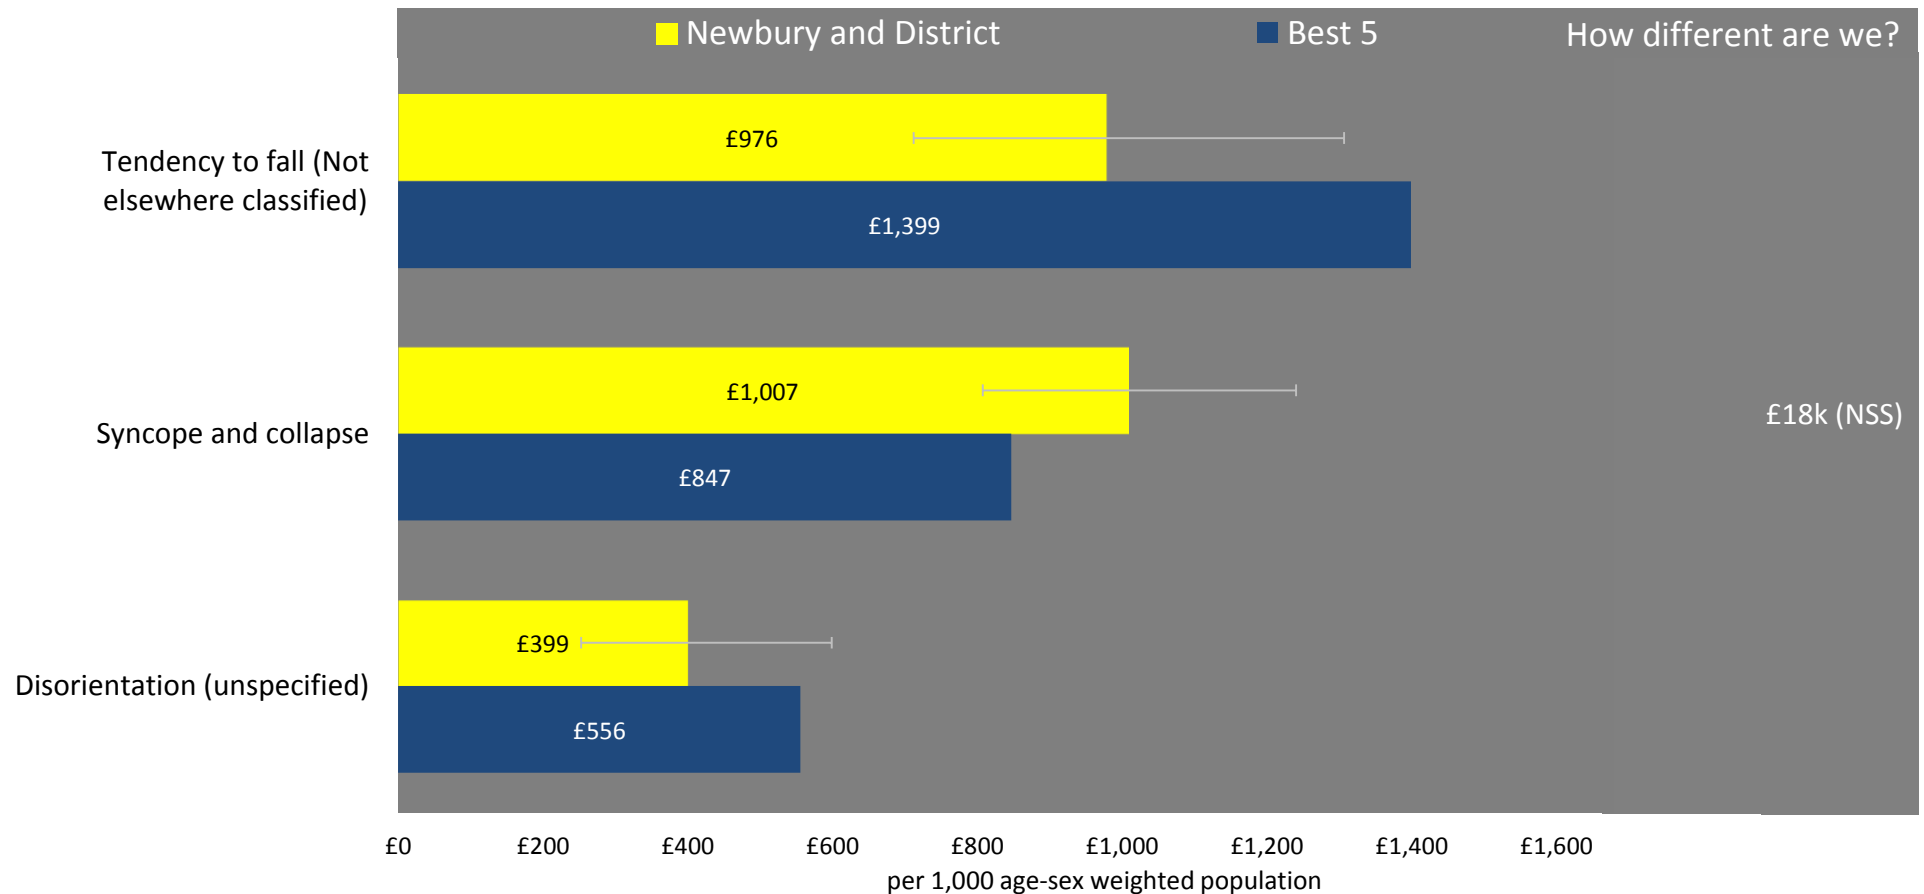 Newbury and District
Best 5
How different are we?
Tendency to fall (Not
elsewhere classified)
£976
£1,399
Syncope and collapse
£1,007
£847
£18k (NSS)
Disorientation (unspecified)
£399
£556
£0 £200 £400 £600 £800 £1,000 £1,200 £1,400 £1,600
per 1,000 age-sex weighted population